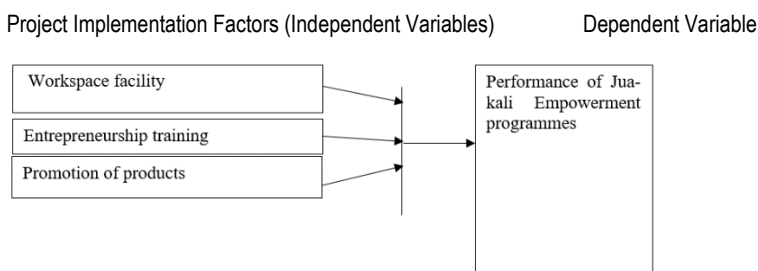 Project Implementation Factors (Independent Variables) Dependent Variable
Workspace facility
Entrepreneurship training
Promotion of products
Performance of Jua-
kali Empowerment
programmes